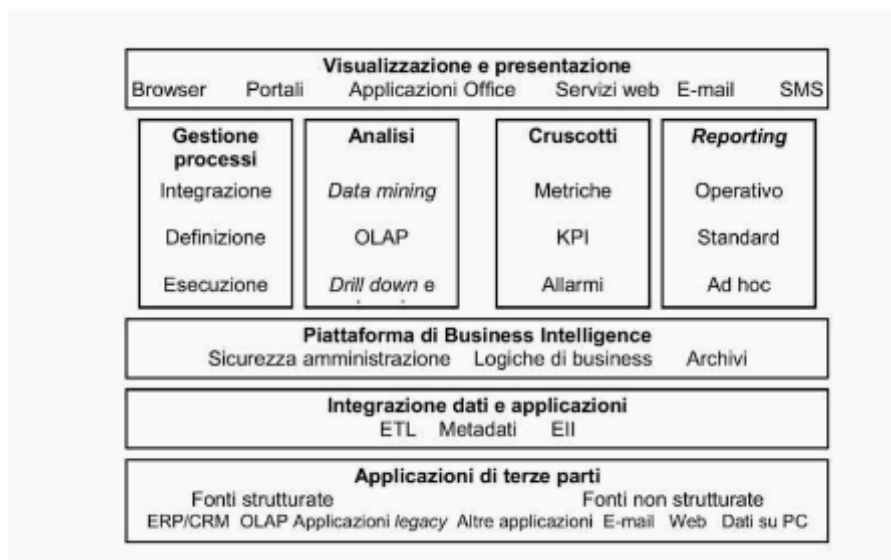 Visualizzazione e presentazione
Browser Portali Applicazioni Office Servizi web E-mail SMS
Gestione
processi
Integrazione
Definizione
Esecuzione
Analisi
Data mining
OLAP
Drill down e
Cruscotti
Metriche
KPI
Allarmi
Reporting
Operativo
Standard
Ad hoc
Piattaforma di Business Intelligence
Sicurezza amministrazione Logiche di business Archivi
Integrazione dati e applicazioni
ETL Metadati EII
Applicazioni di terze parti
Fonti strutturate Fonti non strutturate
ERP/CRM OLAP Applicazioni legacy Altre applicazioni E-mail Web Dati su PC